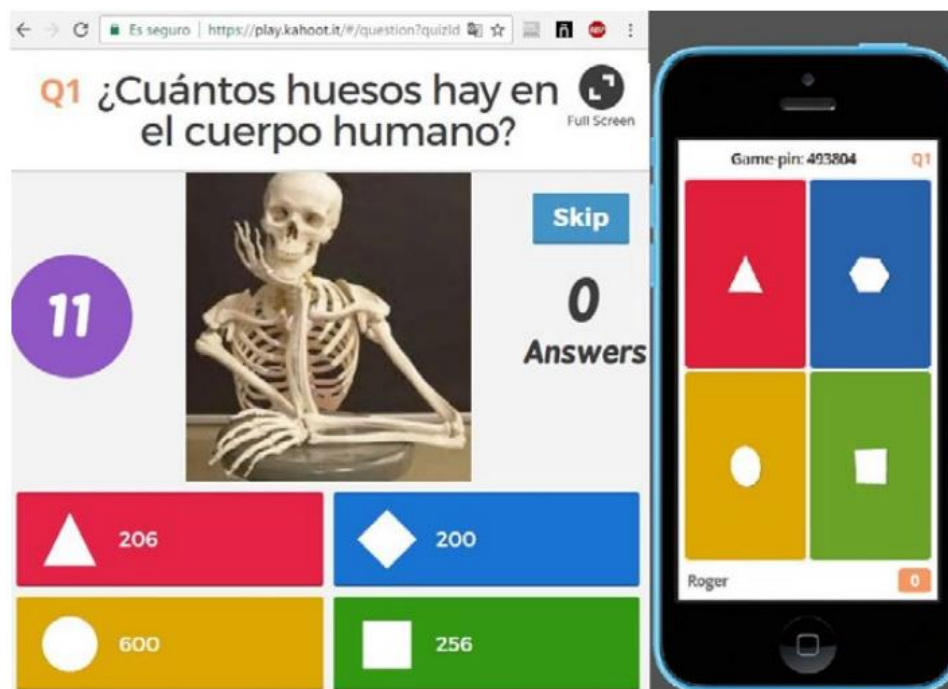 Es seguro | https://play.kahoot.it/#/question?quizId
Q1 ¿Cuántos huesos hay en
el cuerpo humano?
Full Screen
11
Skip
0
Answers
206
200
600
256
Game-pin: 493804 Q1
Roger 0